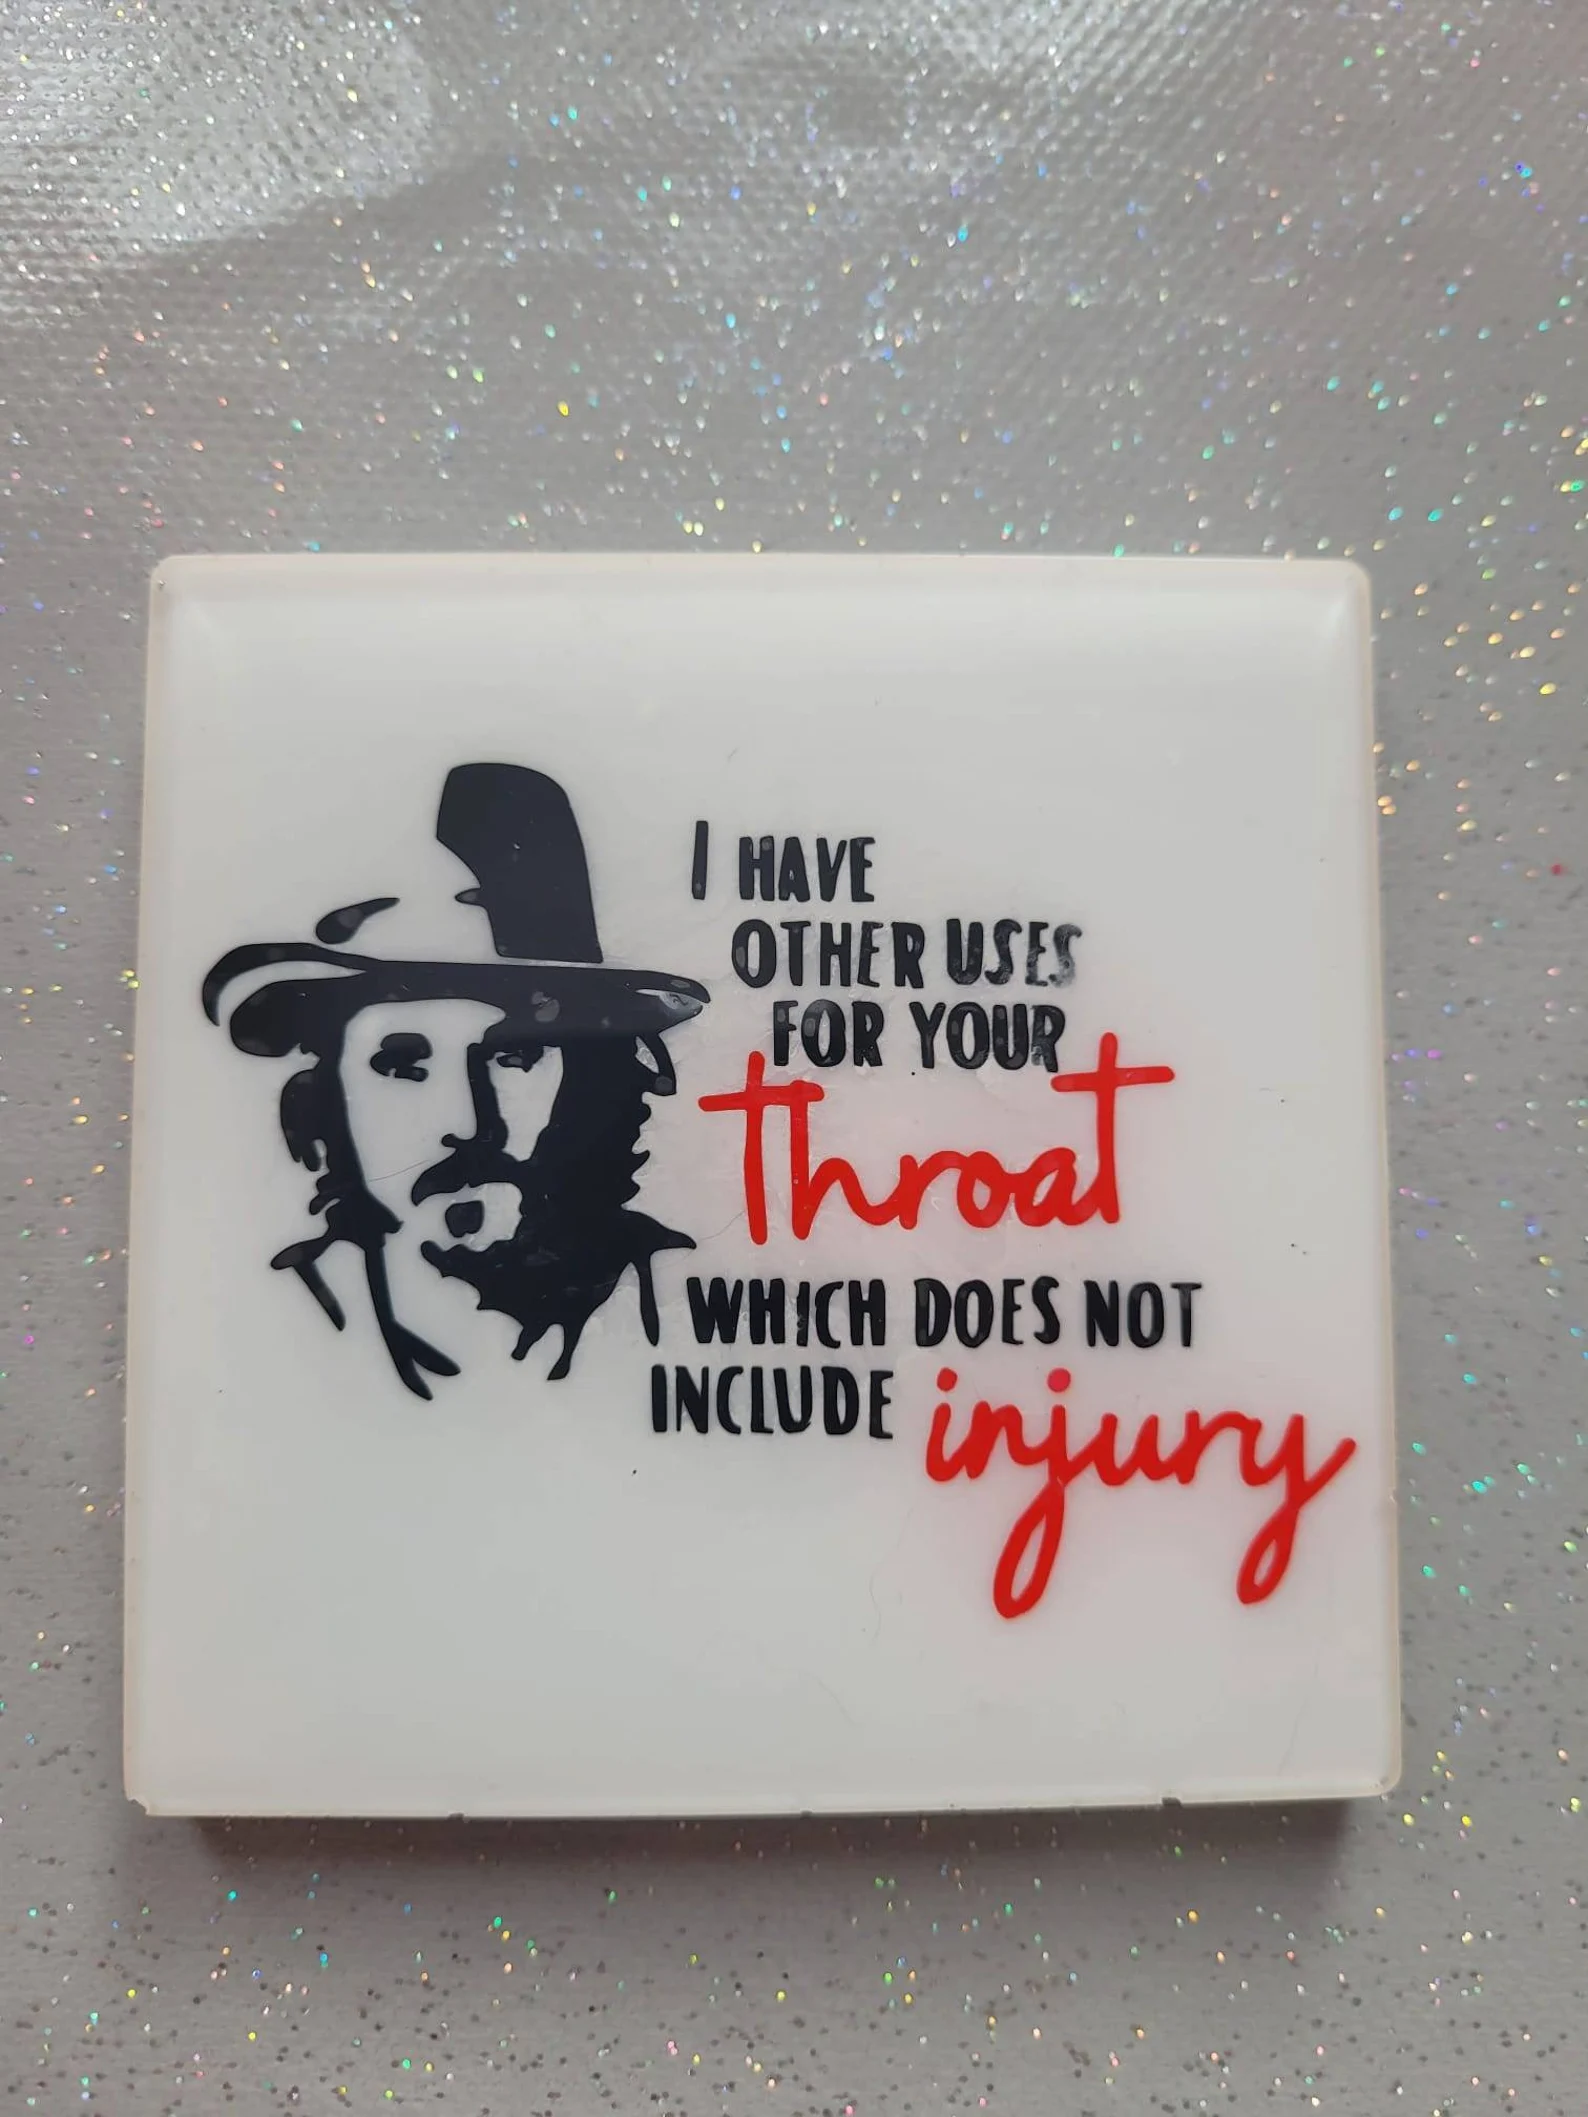 I HAVE
OTHER USES
FOR YOUR
throat
WHICH DOES NOT
INCLUDE injury